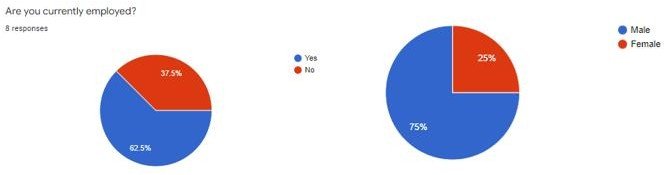 Are you currently employed?
8 responses
37.5%
62.5%
Yes
No
25%
75%
Male
Female